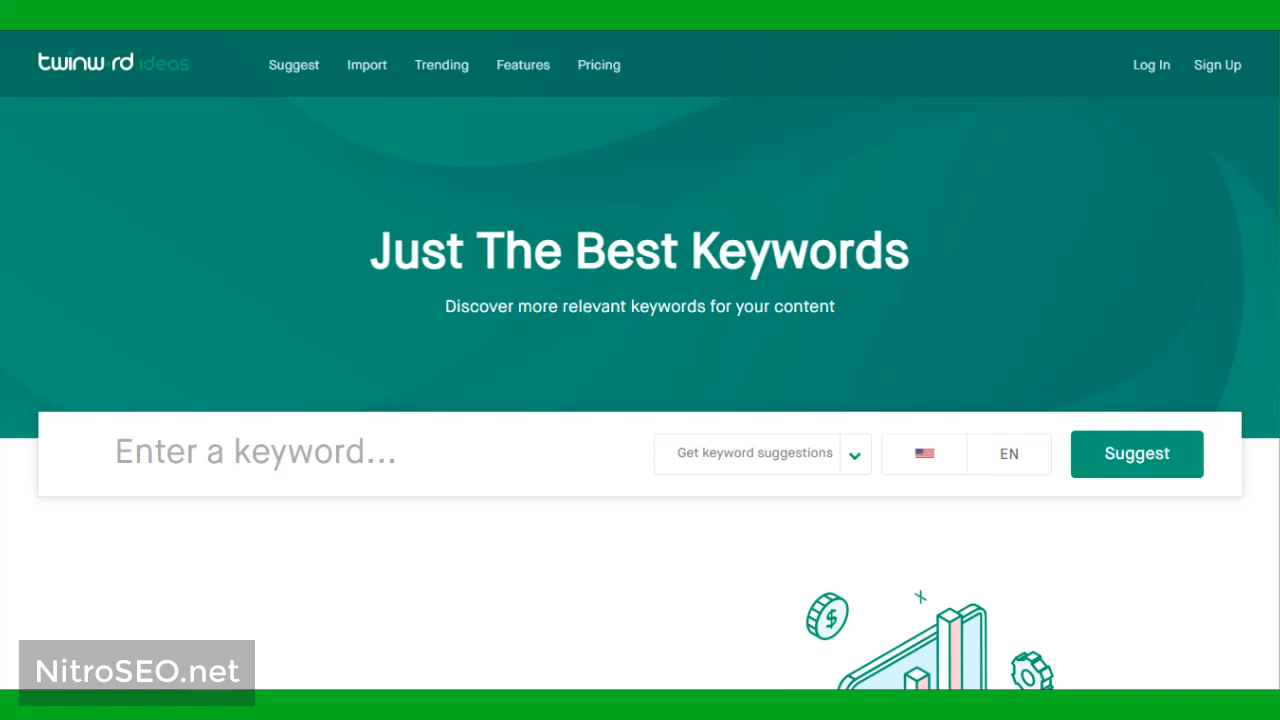 twinword ideas
Suggest Import Trending Features Pricing Log In Sign Up
Just The Best Keywords
Discover more relevant keywords for your content
Enter a keyword... Get keyword suggestions EN Suggest
$
NitroSEO.net